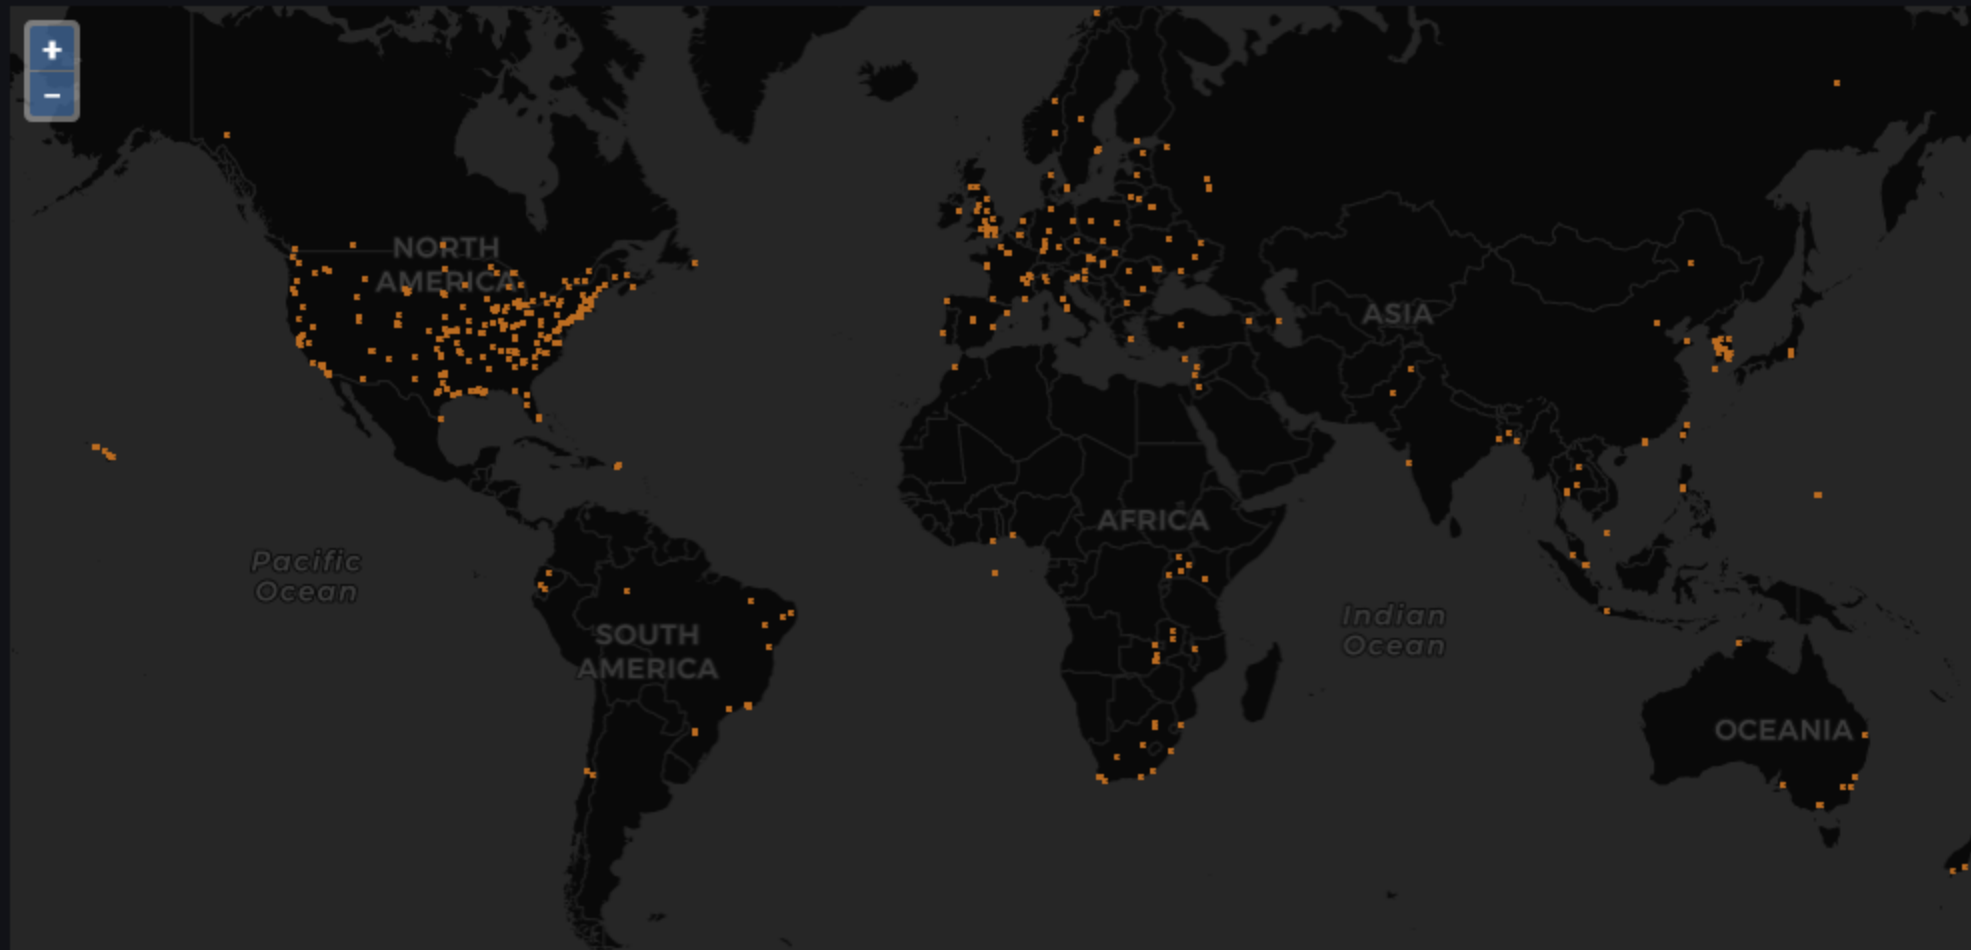 +
−
NORTH
AMERICA
ASIA
AFRICA
Pacific
Ocean
SOUTH
AMERICA
Indian
Ocean
OCEANIA